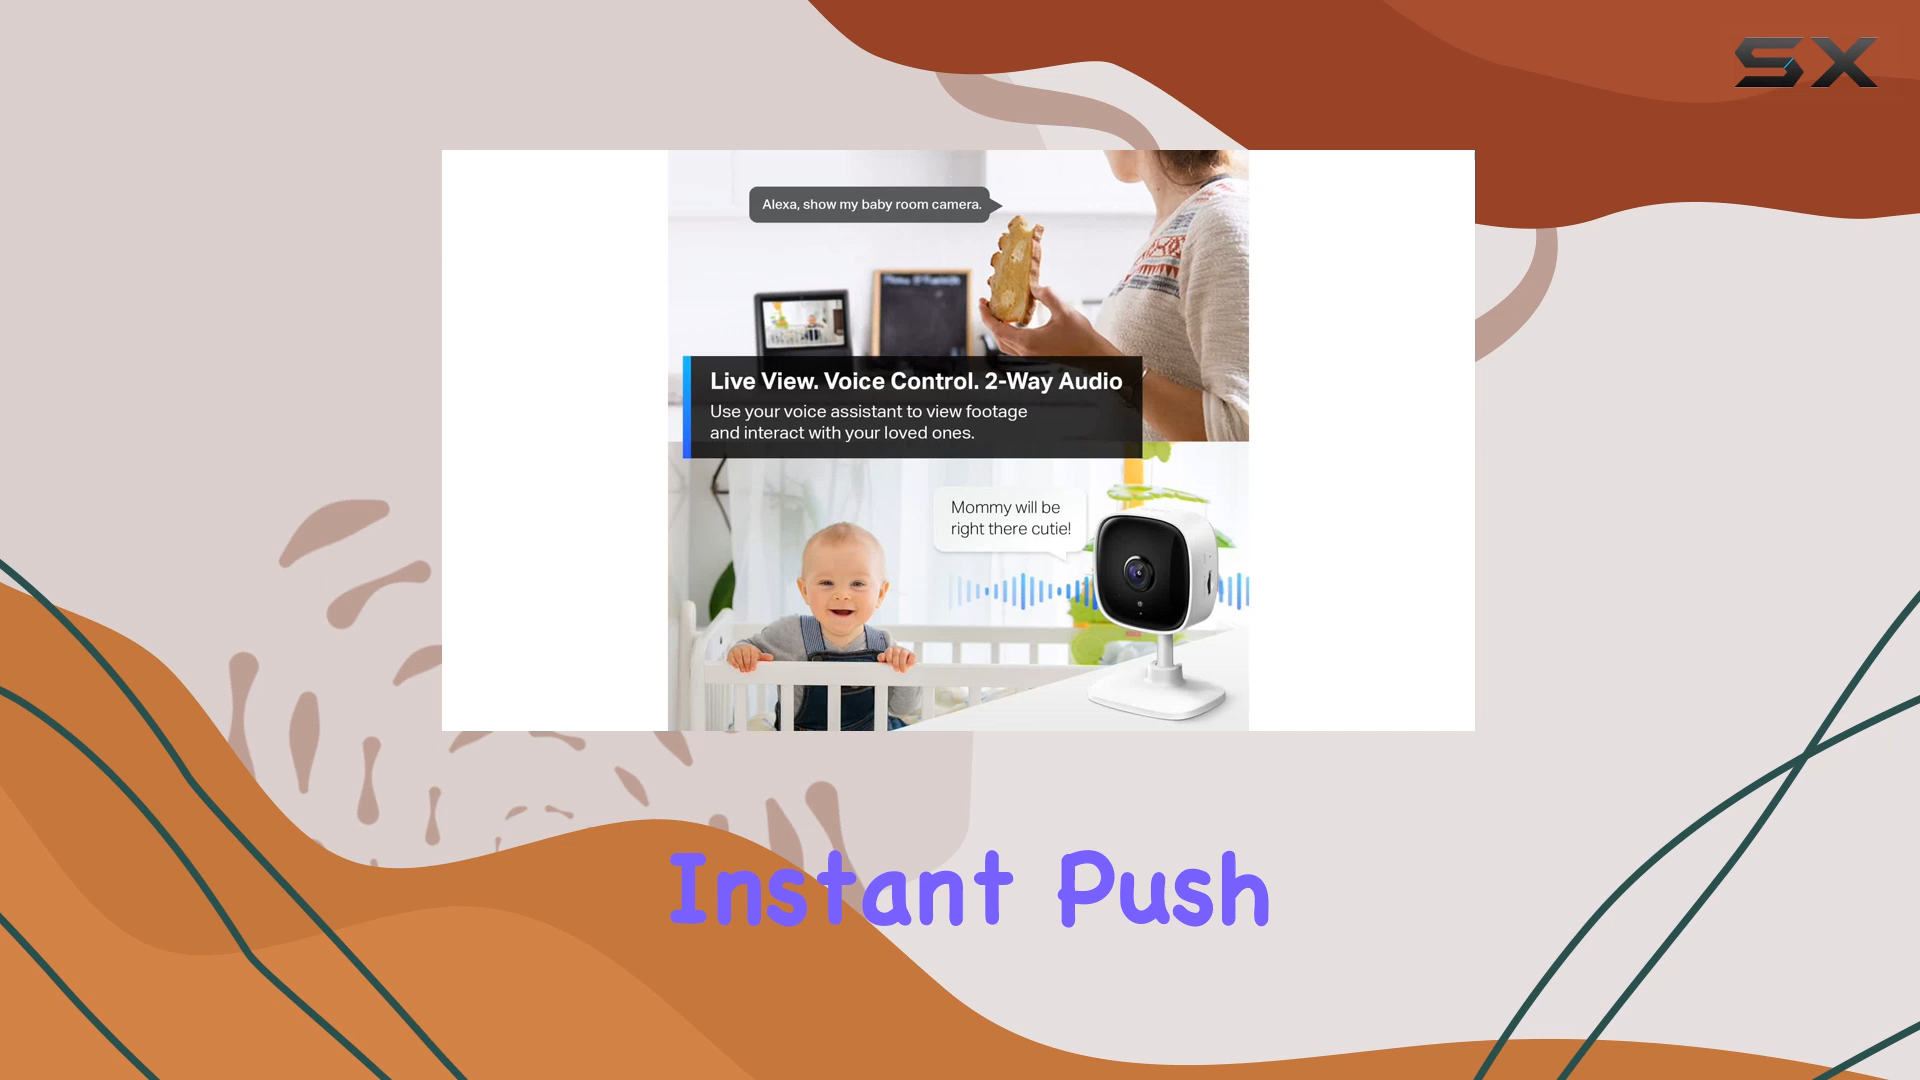 SX
Alexa, show my baby room camera.
Live View. Voice Control. 2-Way Audio
Use your voice assistant to view footage
and interact with your loved ones.
Mommy will be
right there cutie!
Instant Push